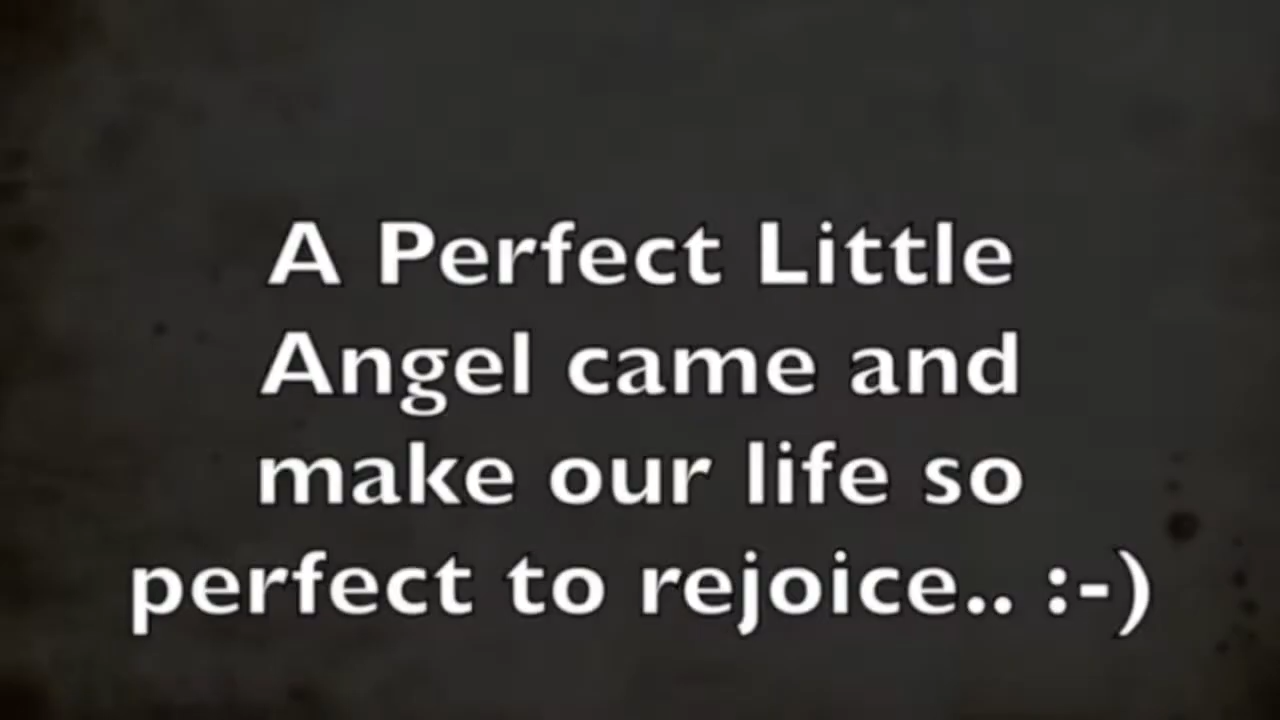 A Perfect Little
Angel came and
make our life so
perfect to rejoice.. :-)